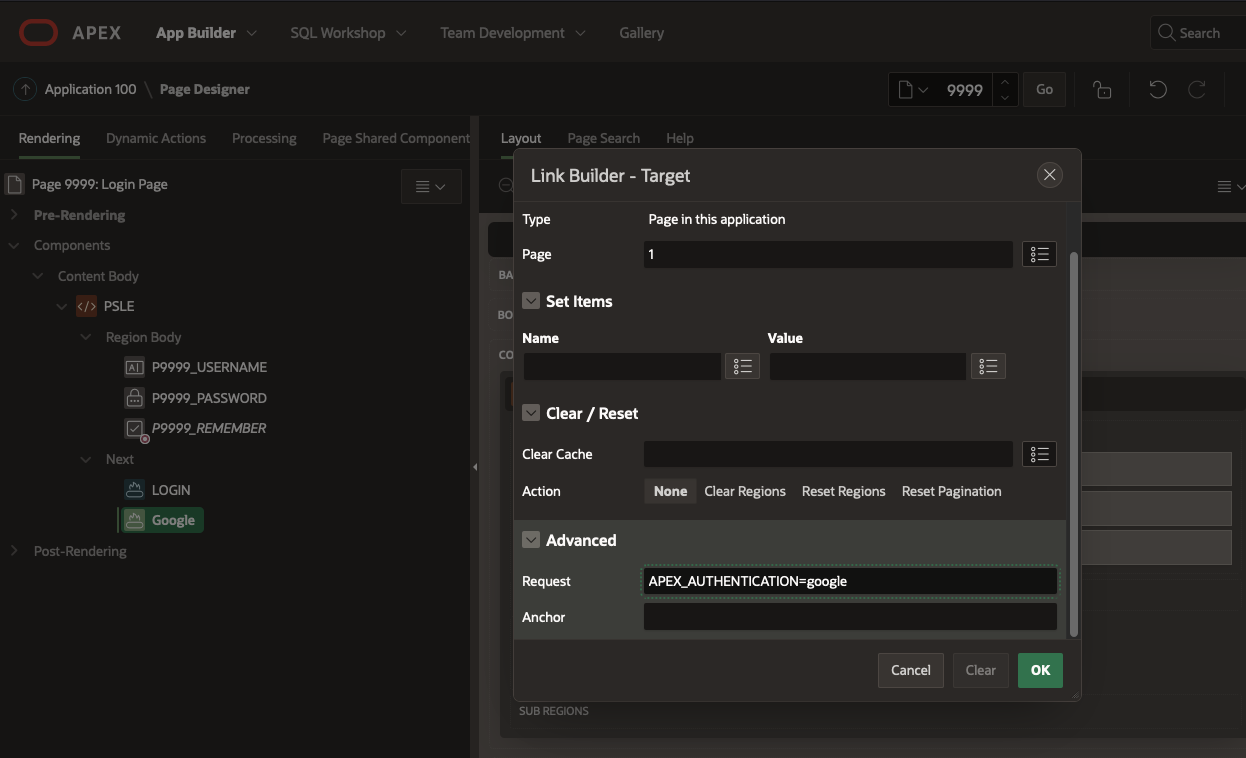 APEX App Builder SQL Workshop Team Development Gallery Search
Application 100 \ Page Designer 9999 Go
Rendering Dynamic Actions Processing Page Shared Component
Layout Page Search Help
Page 9999: Login Page
Pre-Rendering
Components
Content Body
PSLE
Region Body
P9999_USERNAME
P9999_PASSWORD
P9999_REMEMBER
Next
LOGIN
Google
Post-Rendering
BA
BO
CO
Link Builder - Target
Type Page in this application
Page 1
Set Items
Name Value
Clear / Reset
Clear Cache
Action None Clear Regions Reset Regions Reset Pagination
Advanced
Request APEX_AUTHENTICATION=google
Anchor
Cancel Clear OK
SUB REGIONS